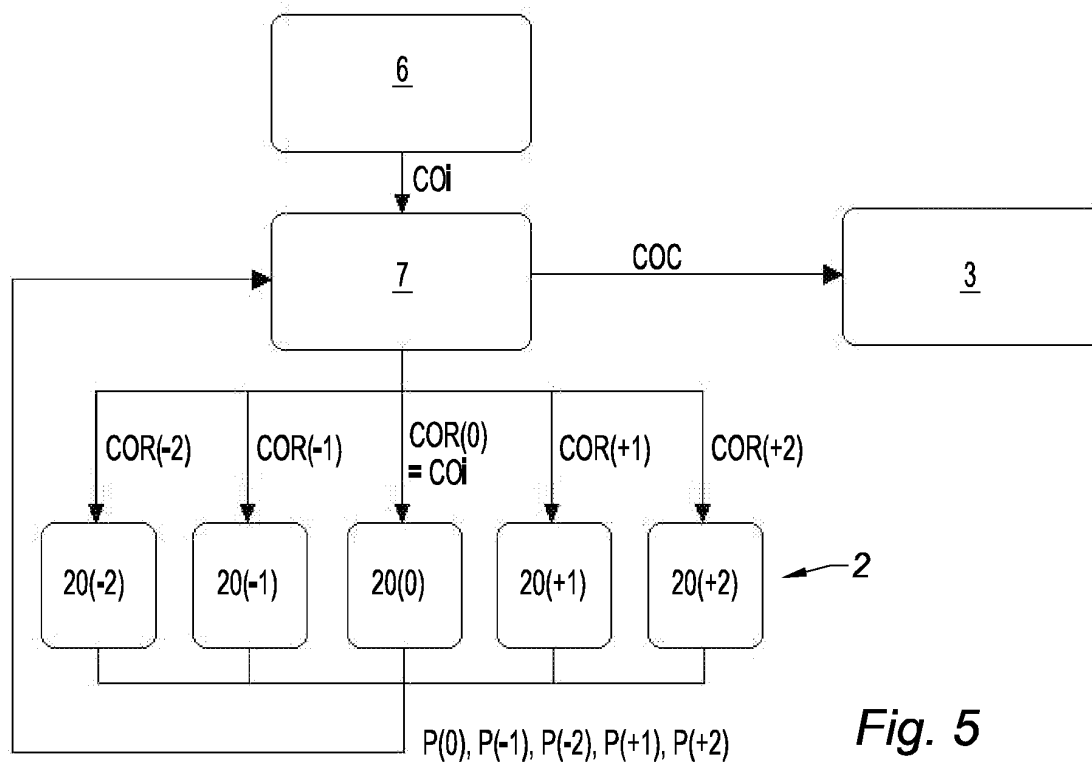 6
COi
7
COC
3
COR(-2)
COR(-1)
COR(0)
= COi
COR(+1)
COR(+2)
20(-2)
20(-1)
20(0)
20(+1)
20(+2)
2
P(0), P(-1), P(-2), P(+1), P(+2)
Fig. 5